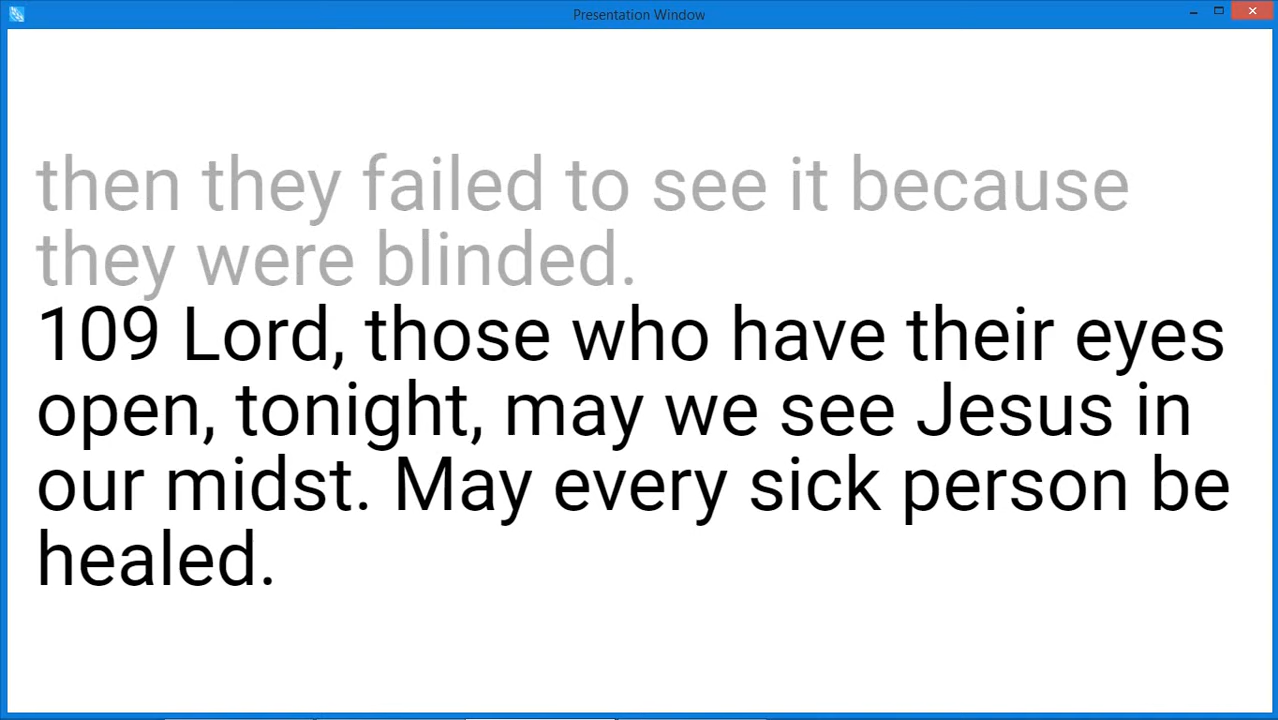 Presentation Window
then they failed to see it because
they were blinded.
109 Lord, those who have their eyes
open, tonight, may we see Jesus in
our midst. May every sick person be
healed.